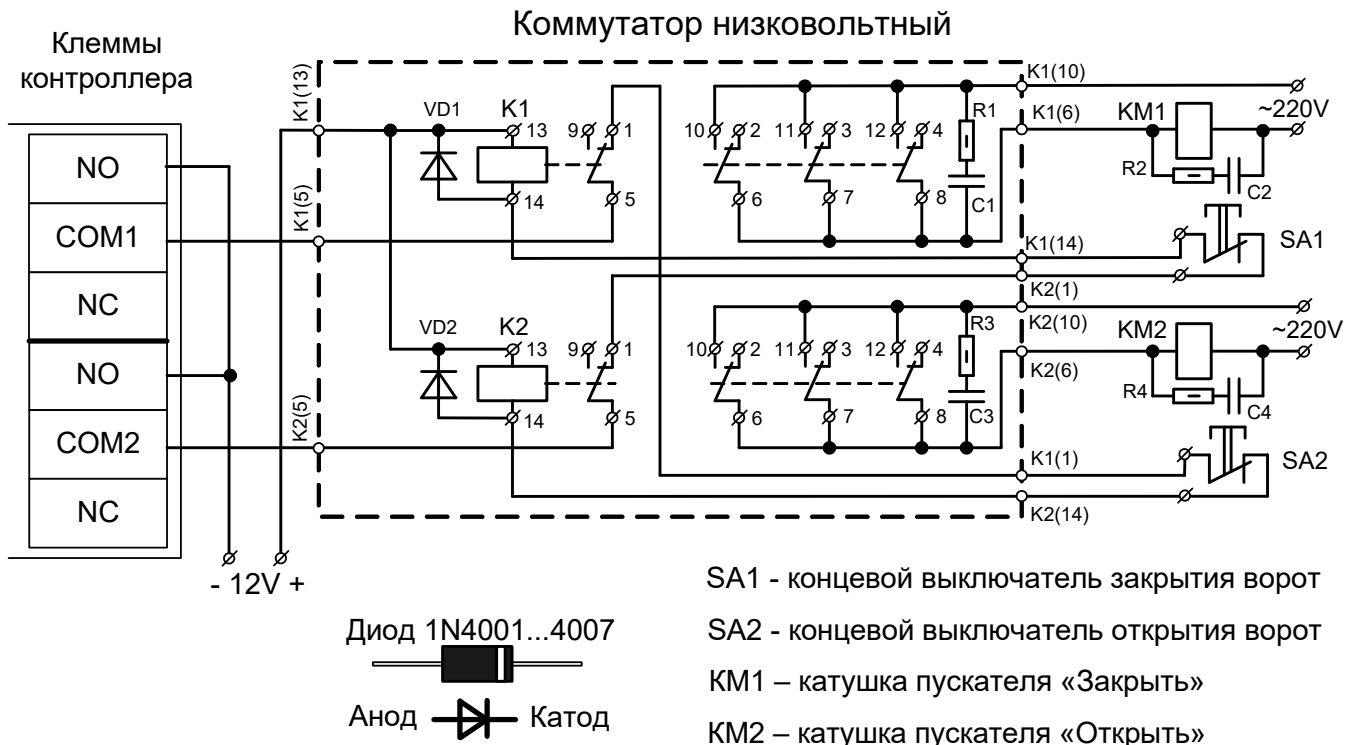 Коммутатор низковольтный
Клеммы
контроллера
NO
COM1
NC
NO
COM2
NC
- 12V +
K1(13)
K1(5)
K2(5)
VD1
K1
13
14
9
1
5
10
2
11
3
12
4
6
7
8
R1
C1
VD2
K2
13
14
9
1
5
10
2
11
3
12
4
6
7
8
R3
C3
K1(10)
K1(6)
KM1
~220V
R2
C2
K1(14)
SA1
K2(1)
K2(10)
KM2
~220V
K2(6)
R4
C4
K1(1)
SA2
K2(14)
Диод 1N4001...4007
Анод
Катод
SA1 - концевой выключатель закрытия ворот
SA2 - концевой выключатель открытия ворот
КМ1 – катушка пускателя «Закрыть»
КМ2 – катушка пускателя «Открыть»